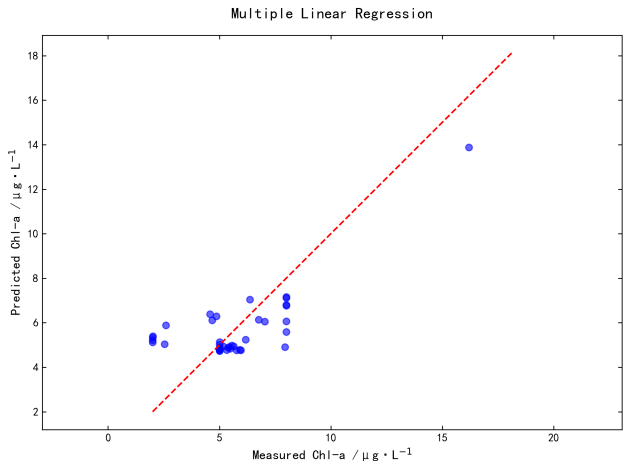 Multiple Linear Regression
18
16
14
12
10
8
6
4
2
Predicted Chl-a /μg·L⁻¹
0 5 10 15 20
Measured Chl-a /μg·L⁻¹